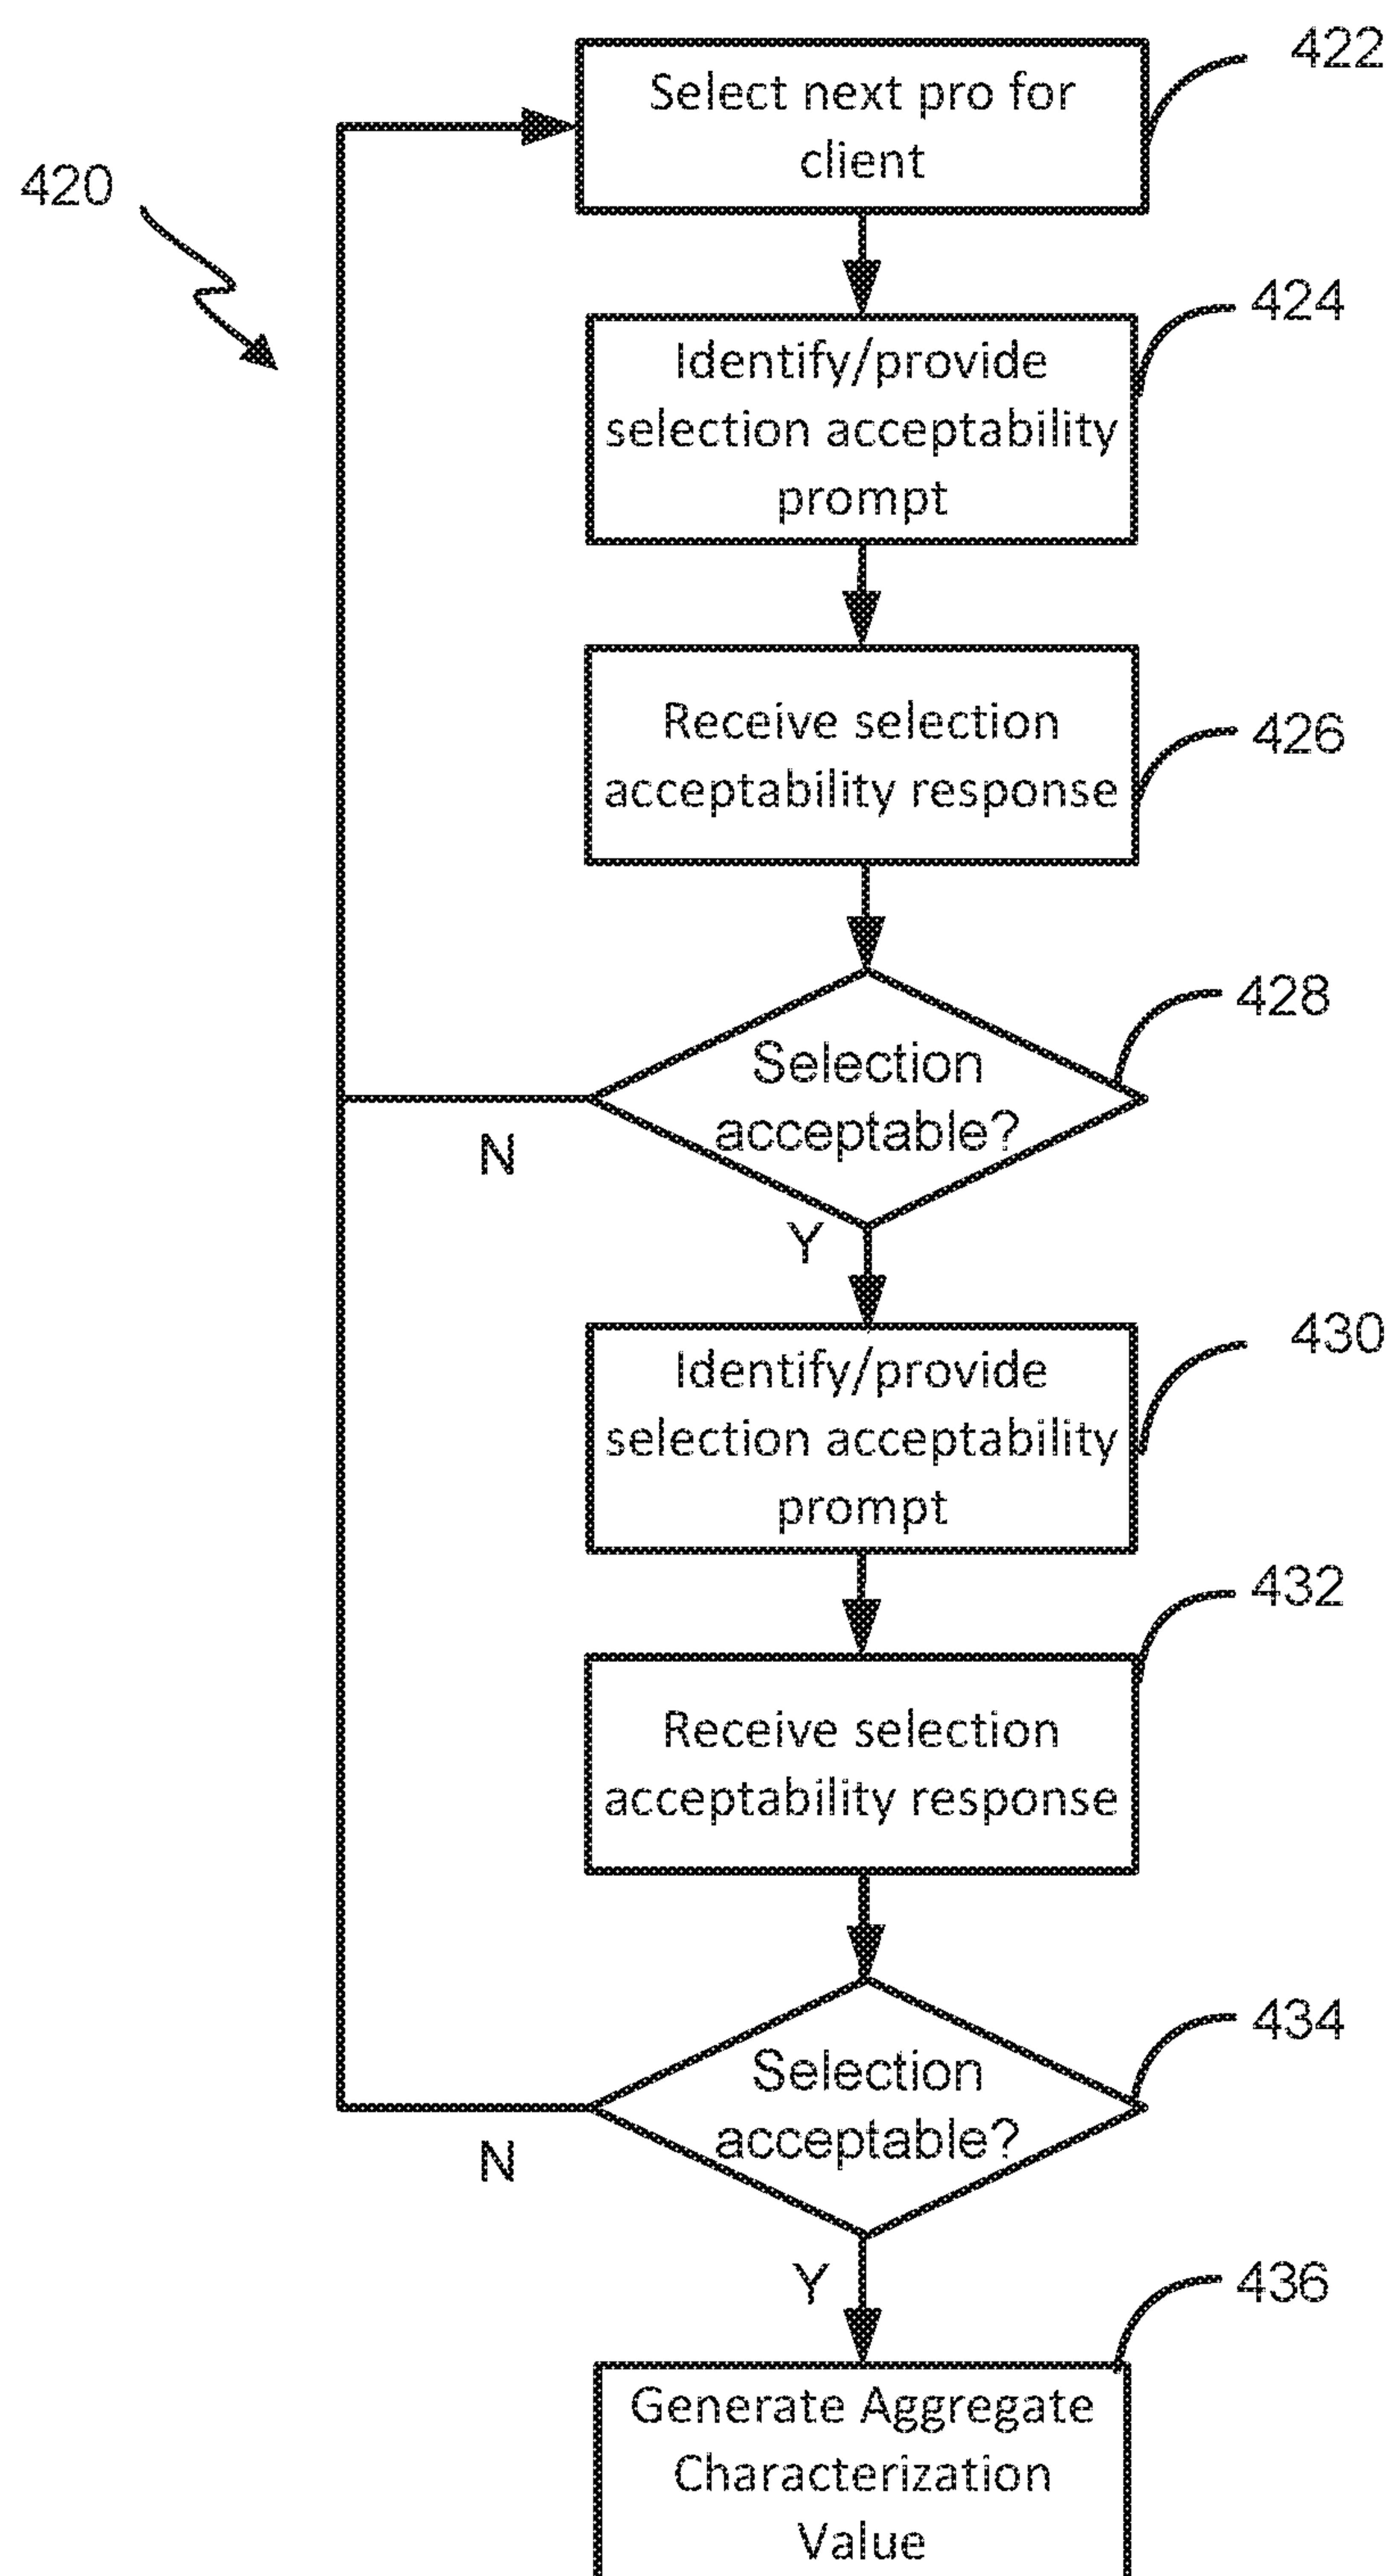 422
Select next pro for
client
420
424
Identify/provide
selection acceptability
prompt
426
Receive selection
acceptability response
428
Selection
acceptable?
N
Y
430
Identify/provide
selection acceptability
prompt
432
Receive selection
acceptability response
434
Selection
acceptable?
N
Y
436
Generate Aggregate
Characterization
Value